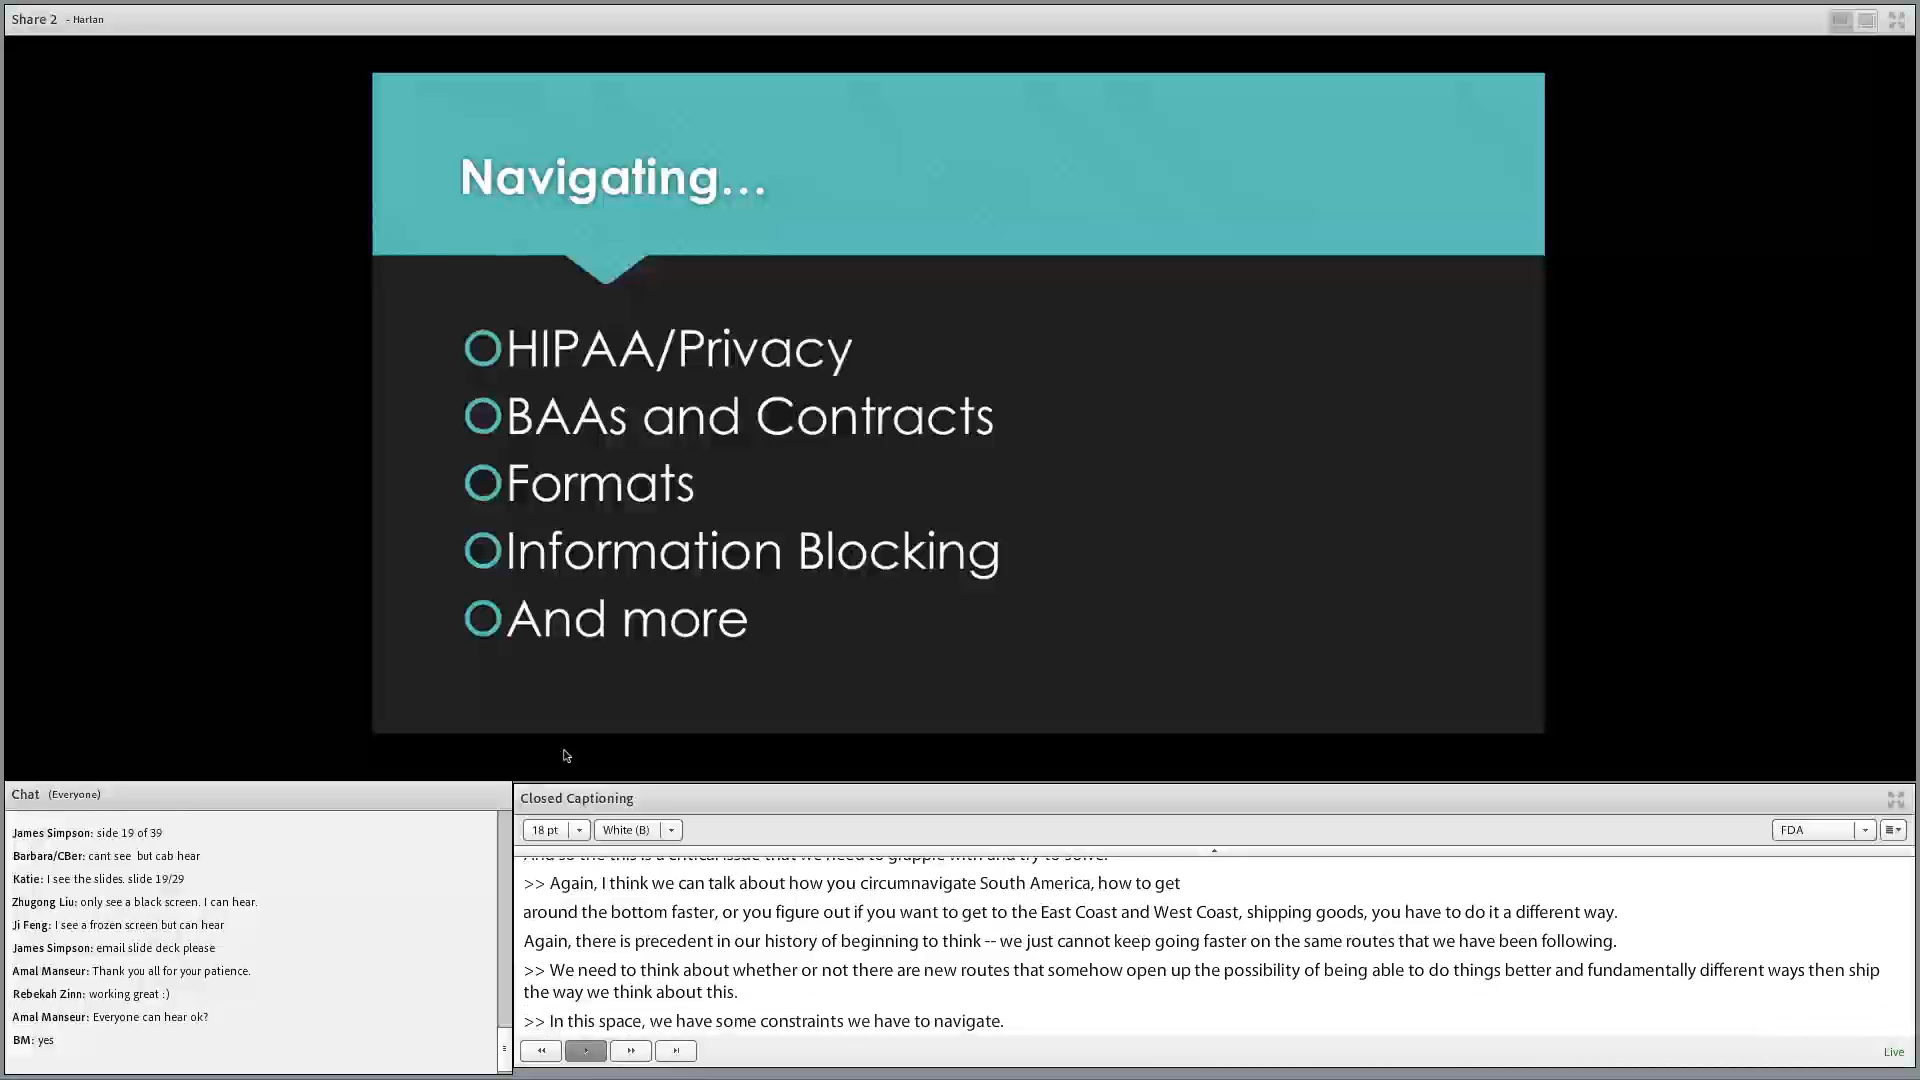 Share 2 - Harlan
Navigating...
HIPAA/Privacy
BAAs and Contracts
Formats
Information Blocking
And more
Chat (Everyone)
James Simpson: side 19 of 39
Barbara/CBer: cant see but cab hear
Katie: I see the slides. slide 19/29
Zhugong Liu: only see a black screen. I can hear.
Ji Feng: I see a frozen screen but can hear
James Simpson: email slide deck please
Amal Manseur: Thank you all for your patience.
Rebekah Zinn: working great :)
Amal Manseur: Everyone can hear ok?
BM: yes
Closed Captioning
18 pt White (B) FDA
And so the this is a critical issue that we need to grapple with and try to solve.
>> Again, I think we can talk about how you circumnavigate South America, how to get
around the bottom faster, or you figure out if you want to get to the East Coast and West Coast, shipping goods, you have to do it a different way.
Again, there is precedent in our history of beginning to think -- we just cannot keep going faster on the same routes that we have been following.
>> We need to think about whether or not there are new routes that somehow open up the possibility of being able to do things better and fundamentally different ways then ship
the way we think about this.
>> In this space, we have some constraints we have to navigate.
Live